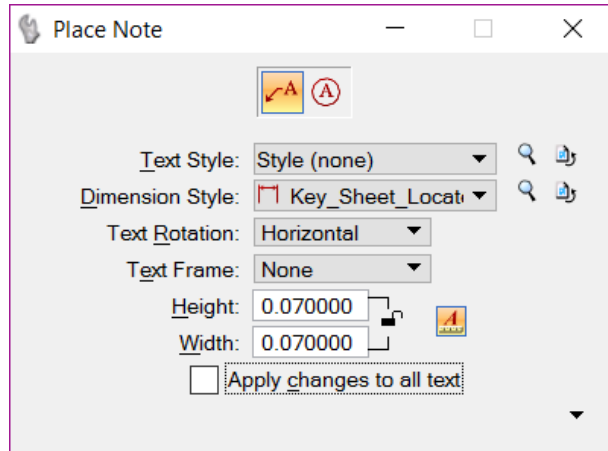 Place Note
A A
Text Style: Style (none)
Dimension Style: Key_Sheet_Locat
Text Rotation: Horizontal
Text Frame: None
Height: 0.070000
A
Width: 0.070000
Apply changes to all text